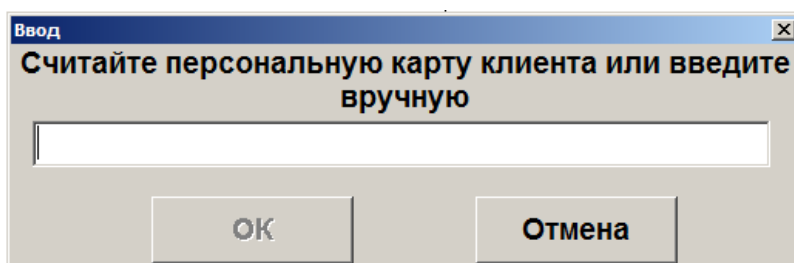 Ввод
Считайте персональную карту клиента или введите
вручную
ОК
Отмена